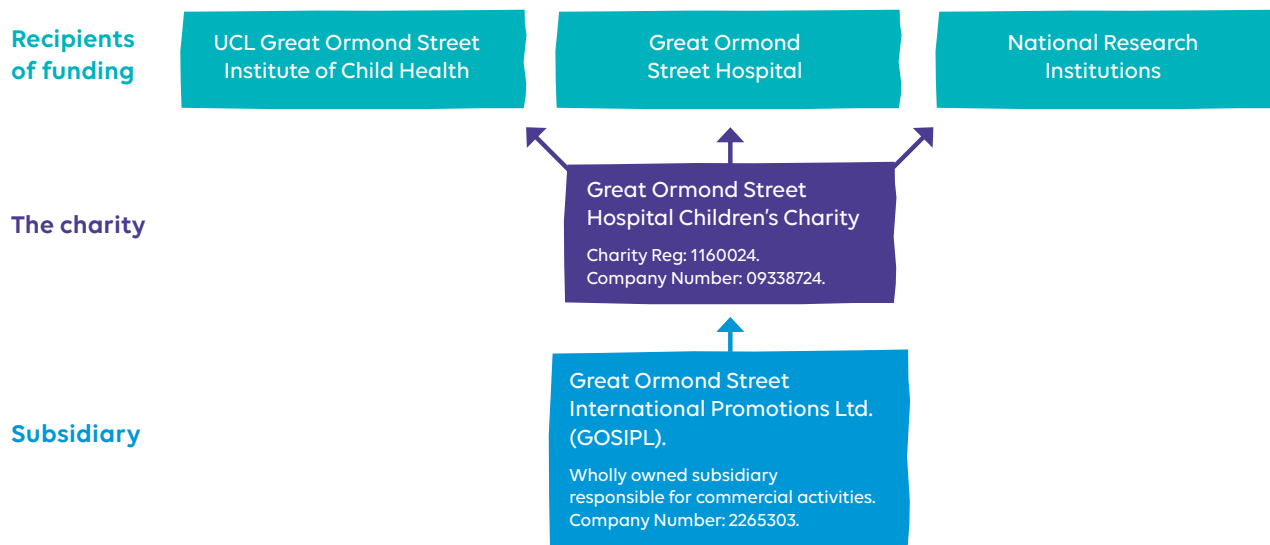 Recipients
of funding
UCL Great Ormond Street
Institute of Child Health
Great Ormond
Street Hospital
National Research
Institutions
The charity
Great Ormond Street
Hospital Children’s Charity
Charity Reg: 1160024.
Company Number: 09338724.
Subsidiary
Great Ormond Street
International Promotions Ltd.
(GOSIPL).
Wholly owned subsidiary
responsible for commercial activities.
Company Number: 2265303.